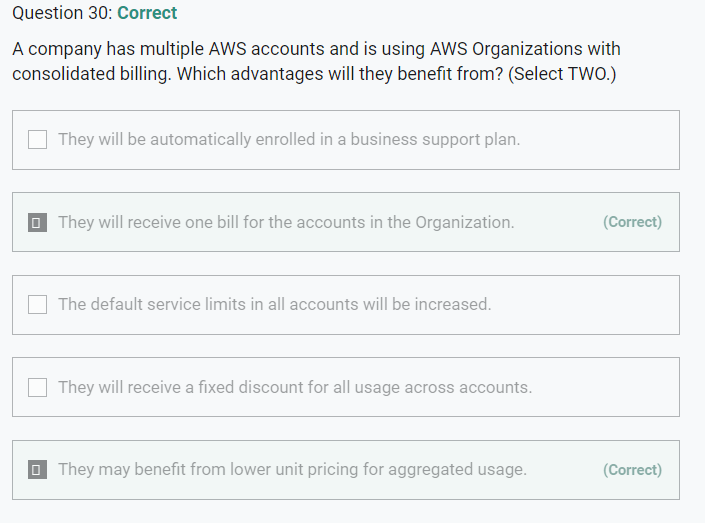 Question 30: Correct
A company has multiple AWS accounts and is using AWS Organizations with
consolidated billing. Which advantages will they benefit from? (Select TWO.)
They will be automatically enrolled in a business support plan.
They will receive one bill for the accounts in the Organization. (Correct)
The default service limits in all accounts will be increased.
They will receive a fixed discount for all usage across accounts.
They may benefit from lower unit pricing for aggregated usage. (Correct)